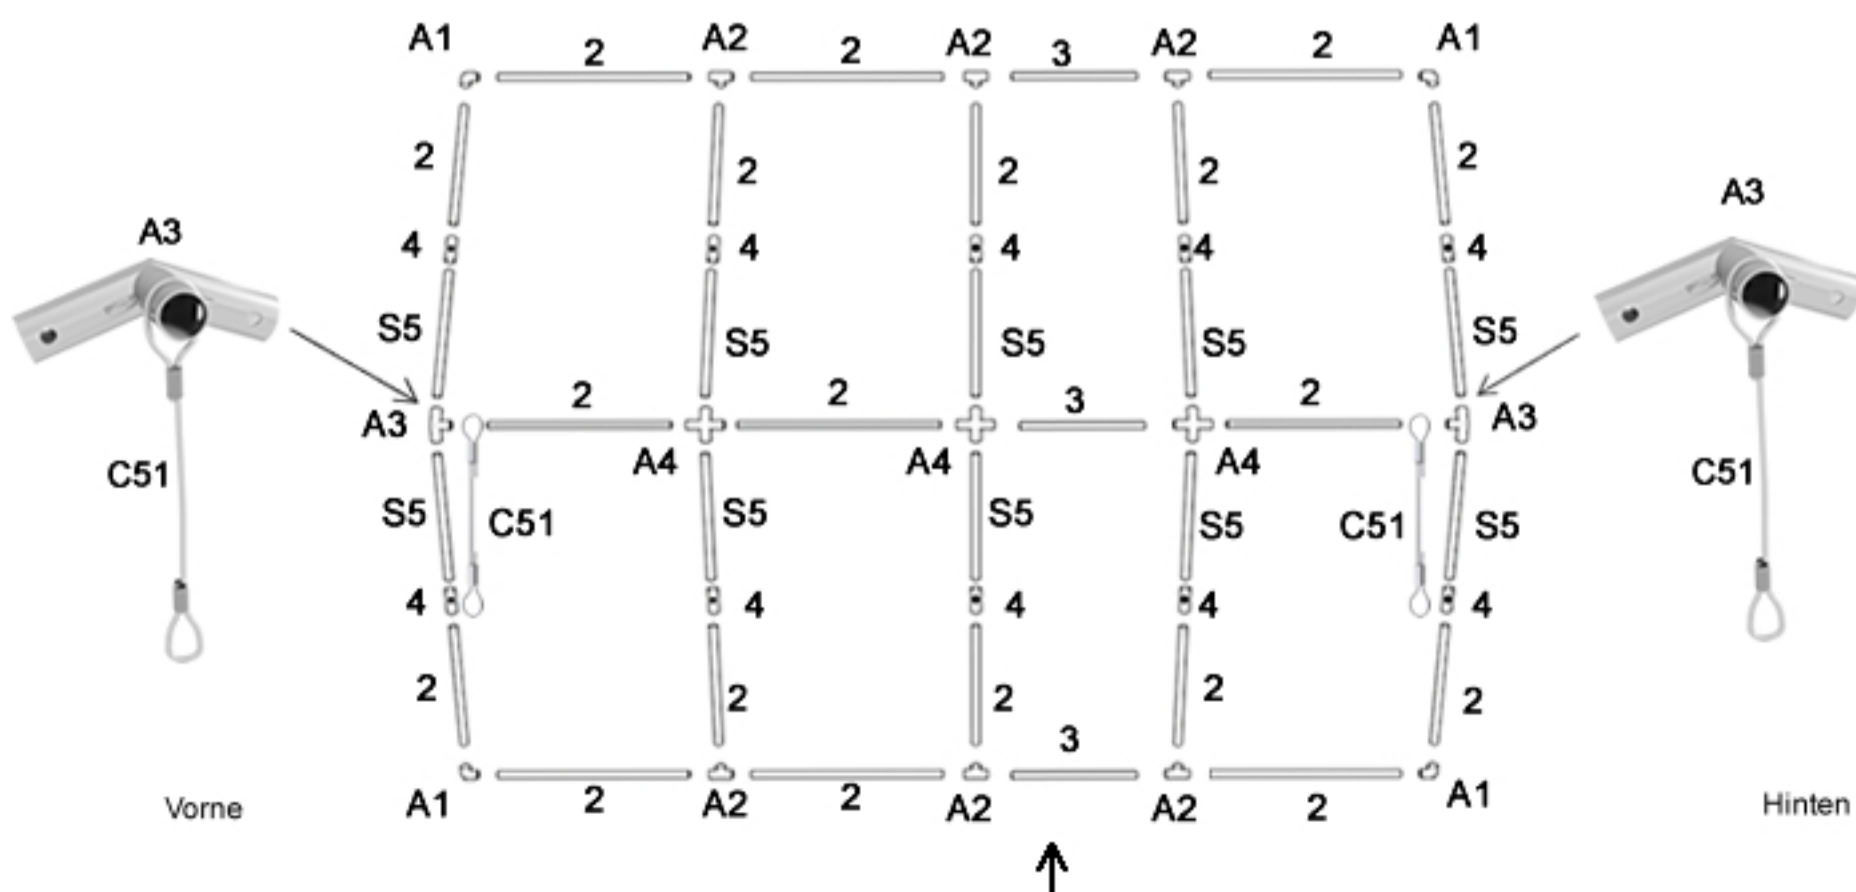 A1 A2 A2 A2 A1
2 2 3 2
2 2 2 2 2
A3 A3
4 4 4 4 4
S5 S5 S5 S5 S5
2 2 3 2
A3 A3
C51 A4 A4 A4 C51
S5 C51 S5 S5 S5 C51 S5
4 4 4 4 4
2 2 2 2 2
3
A1 2 A2 2 A2 A2 2 A1
Vorne Hinten